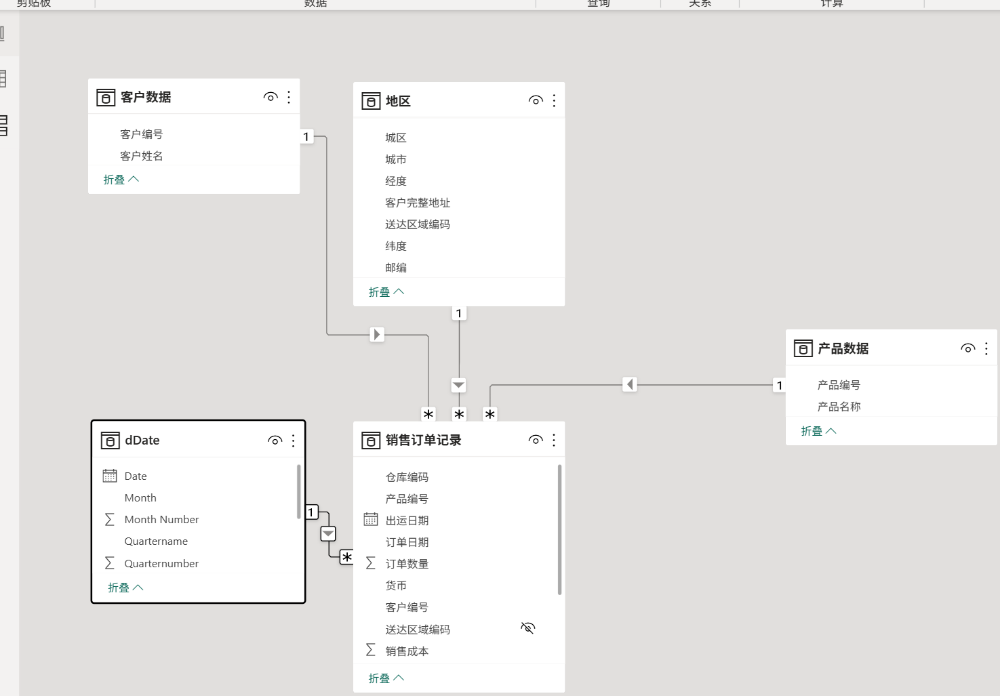 剪贴板
数据
查询
关系
计算
客户数据
客户编号
客户姓名
折叠
1
地区
城区
城市
经度
客户完整地址
送达区域编码
纬度
邮编
折叠
1
产品数据
产品编号
产品名称
折叠
1
*
*
*
dDate
Date
Month
Month Number
Quartername
Quarternumber
折叠
1
*
销售订单记录
仓库编码
产品编号
出运日期
订单日期
订单数量
货币
客户编号
送达区域编码
销售成本
折叠